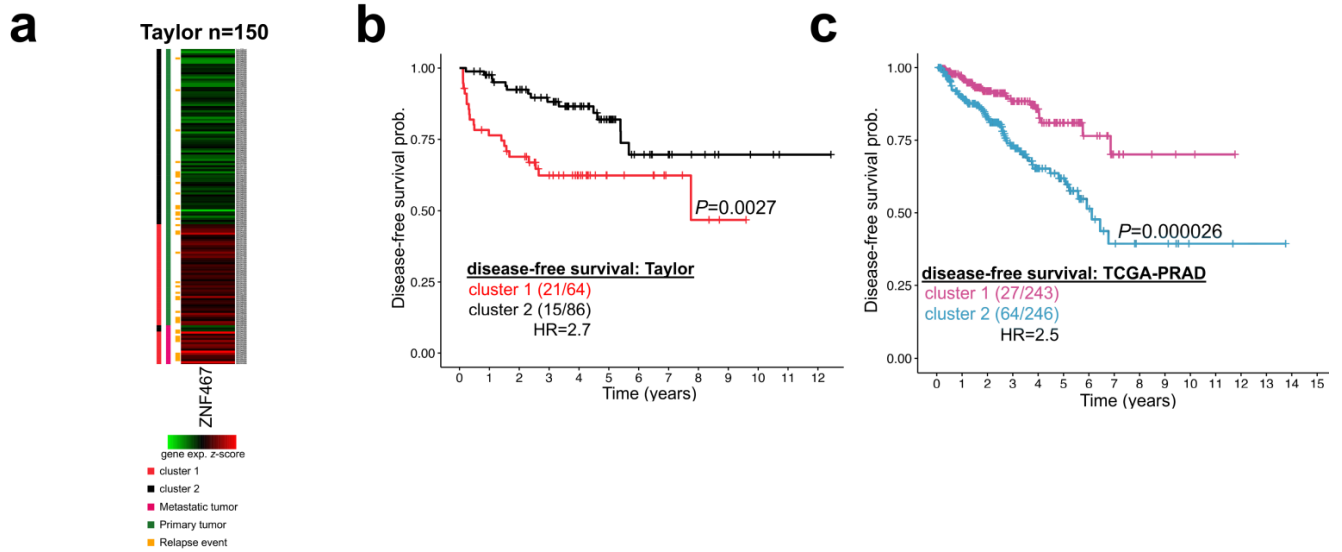 a
Taylor n=150
ZNF467
gene exp. z-score
cluster 1
cluster 2
Metastatic tumor
Primary tumor
Relapse event
b
Disease-free survival prob.
1.00
0.75
0.50
0.25
0.00
P=0.0027
disease-free survival: Taylor
cluster 1 (21/64)
cluster 2 (15/86)
HR=2.7
0 1 2 3 4 5 6 7 8 9 10 11 12
Time (years)
c
Disease-free survival prob.
1.00
0.75
0.50
0.25
0.00
P=0.000026
disease-free survival: TCGA-PRAD
cluster 1 (27/243)
cluster 2 (64/246)
HR=2.5
0 1 2 3 4 5 6 7 8 9 10 11 12 13 14 15
Time (years)